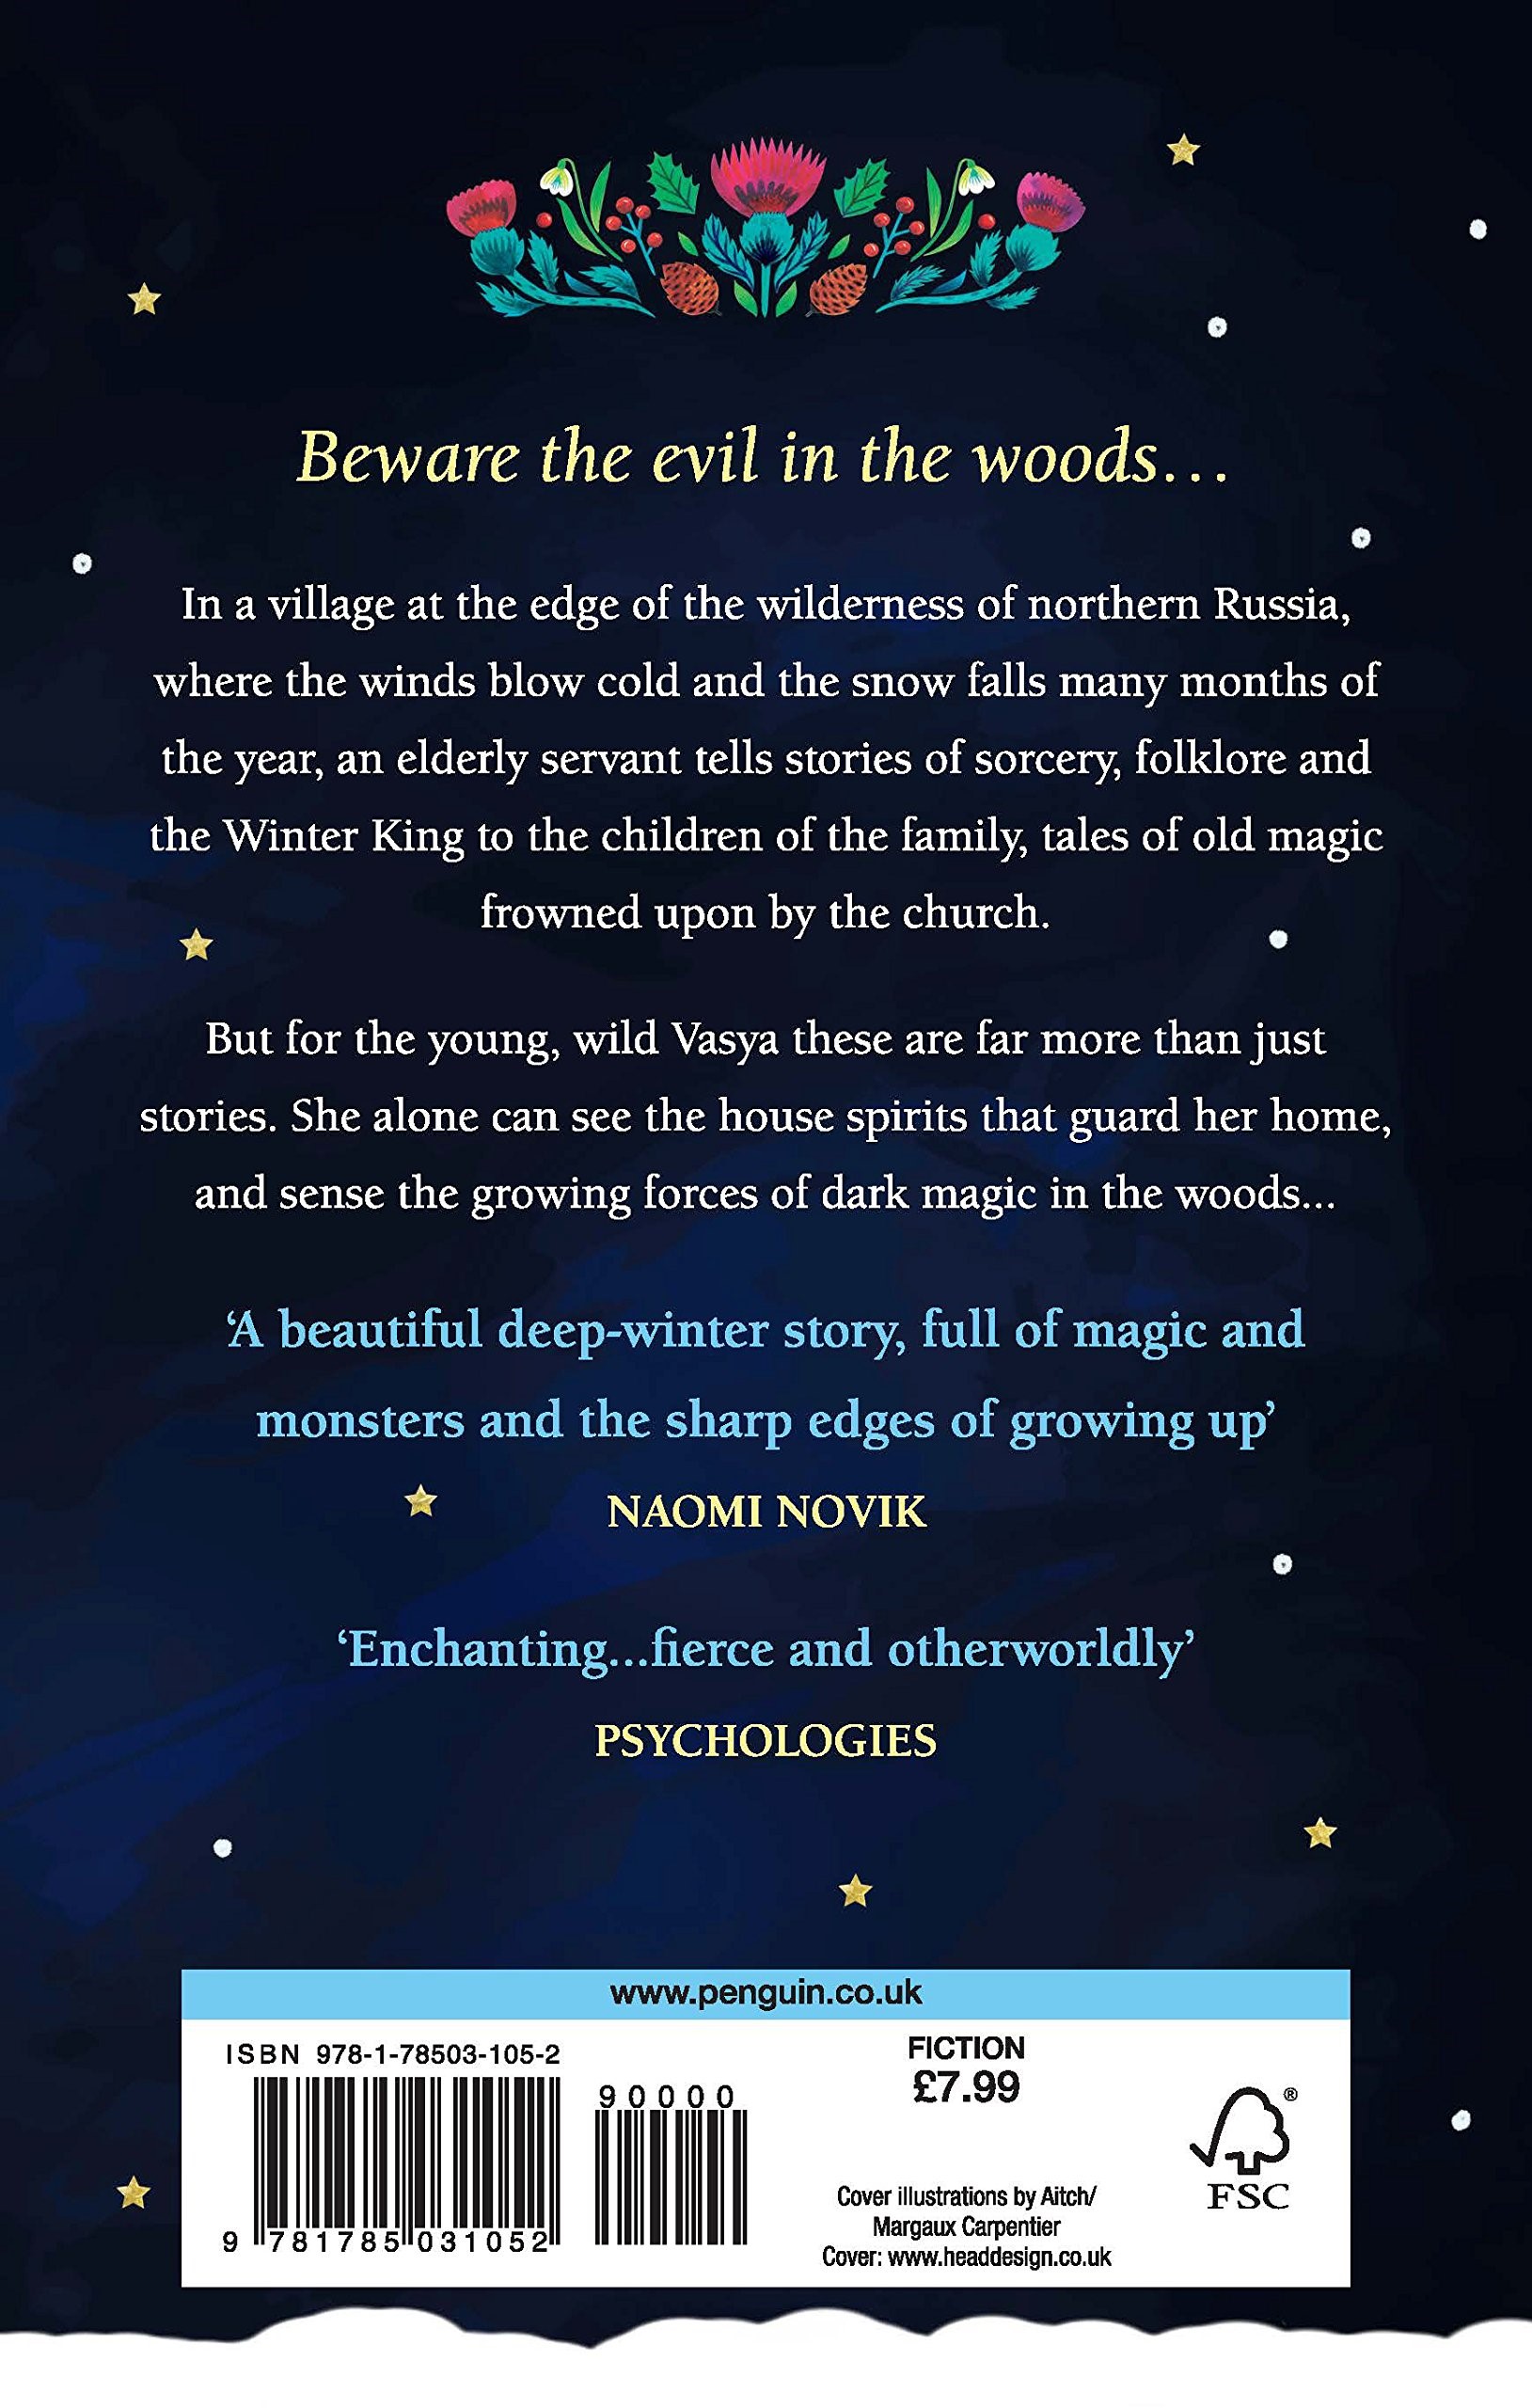 Beware the evil in the woods…
In a village at the edge of the wilderness of northern Russia,
where the winds blow cold and the snow falls many months of
the year, an elderly servant tells stories of sorcery, folklore and
the Winter King to the children of the family, tales of old magic
frowned upon by the church.
But for the young, wild Vasya these are far more than just
stories. She alone can see the house spirits that guard her home,
and sense the growing forces of dark magic in the woods...
‘A beautiful deep-winter story, full of magic and
monsters and the sharp edges of growing up’
NAOMI NOVIK
‘Enchanting...fierce and otherworldly’
PSYCHOLOGIES
www.penguin.co.uk
ISBN 978-1-78503-105-2
90000
9 781785 031052
FICTION
£7.99
Cover illustrations by Aitch/
Margaux Carpentier
Cover: www.headdesign.co.uk
®
FSC